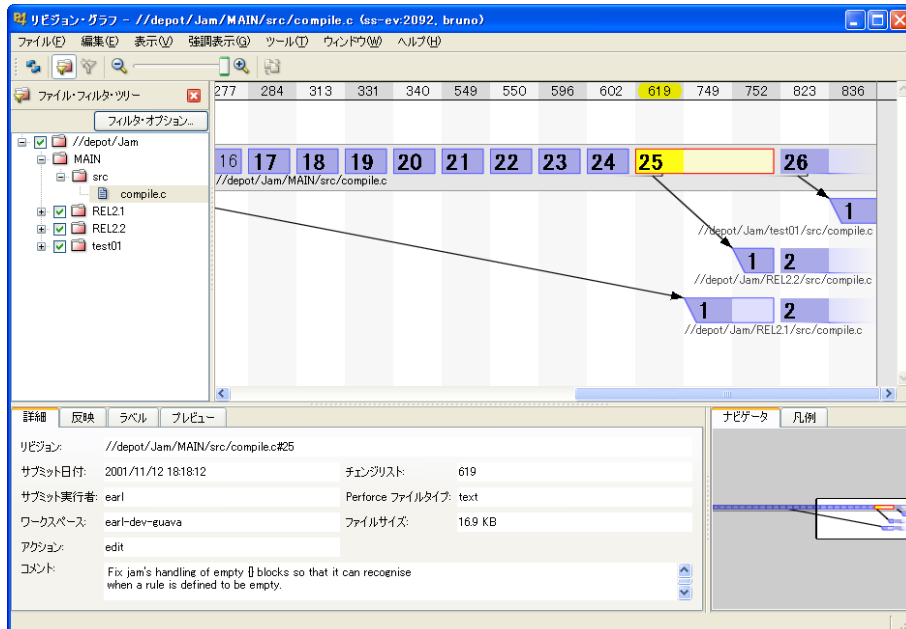 リビジョン・グラフ - //depot/Jam/MAIN/src/compile.c (ss-ev:2092, bruno)
ファイル(F) 編集(E) 表示(V) 強調表示(G) ツール(T) ウィンドウ(W) ヘルプ(H)
ファイル・フィルタ・ツリー
フィルタ・オプション...
//depot/Jam
MAIN
src
compile.c
REL2.1
REL2.2
test01
277 284 313 331 340 549 550 596 602 619 749 752 823 836
16 17 18 19 20 21 22 23 24 25 26
//depot/Jam/MAIN/src/compile.c
1
//depot/Jam/test01/src/compile.c
1 2
//depot/Jam/REL2.2/src/compile.c
1 2
//depot/Jam/REL2.1/src/compile.c
詳細 反映 ラベル プレビュー
リビジョン: //depot/Jam/MAIN/src/compile.c#25
サブミット日付: 2001/11/12 18:18:12 チェンジリスト: 619
サブミット実行者: earl Perforce ファイルタイプ: text
ワークスペース: earl-dev-guava ファイルサイズ: 16.9 KB
アクション: edit
コメント: Fix jam's handling of empty {} blocks so that it can recognise
when a rule is defined to be empty.
ナビゲータ 凡例